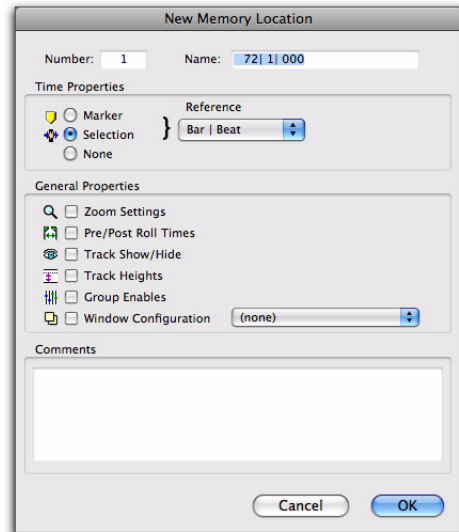 New Memory Location
Number: 1 Name: 72| 1| 000
Time Properties
Marker
Selection
None
Reference
Bar | Beat
General Properties
Zoom Settings
Pre/Post Roll Times
Track Show/Hide
Track Heights
Group Enables
Window Configuration (none)
Comments
Cancel OK